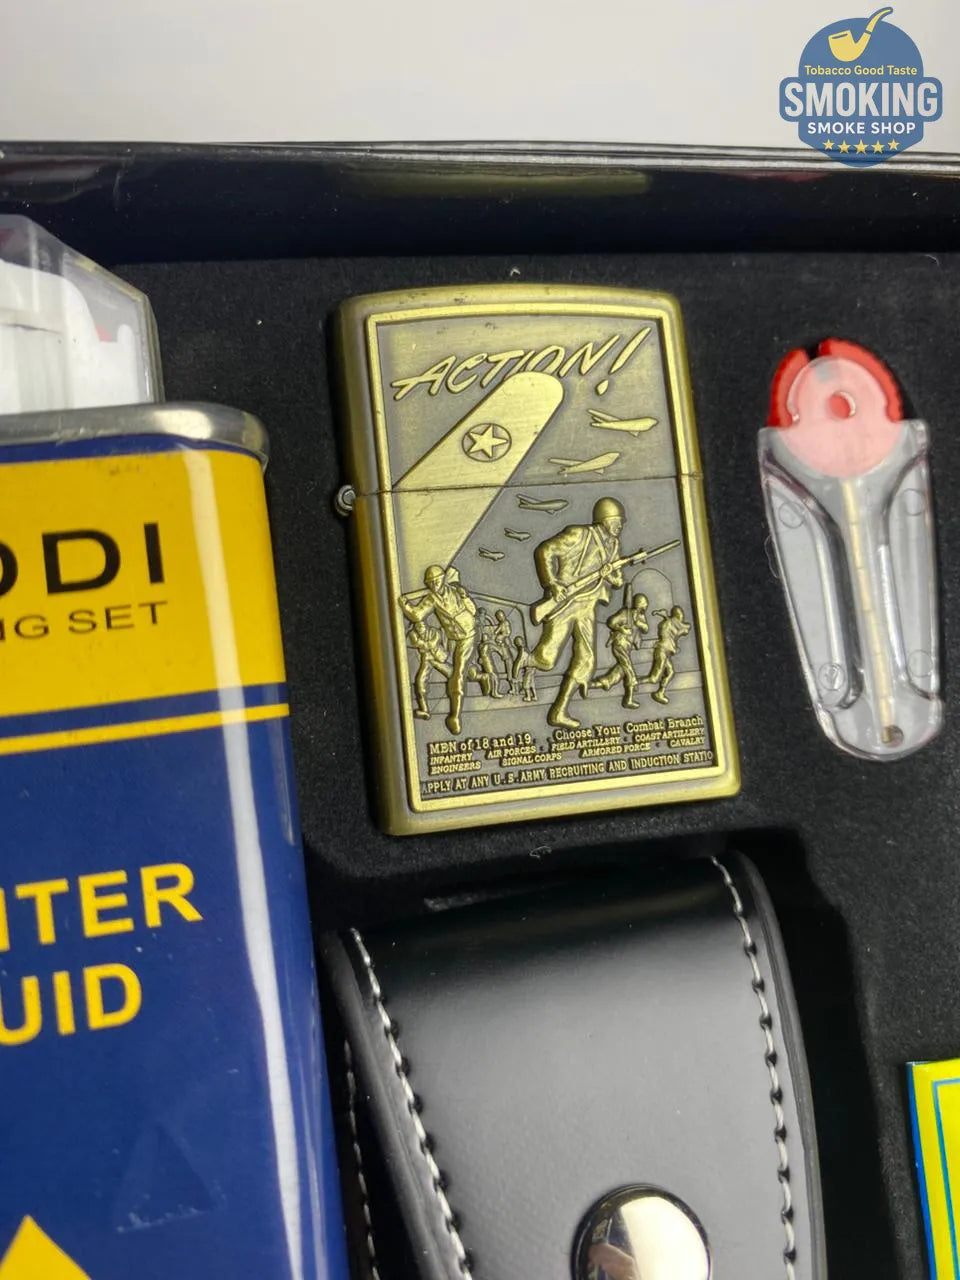 Tobacco Good Taste
SMOKING
SMOKE SHOP
ACTION!
DDI
NG SET
TER
UID
MEN of 18 and 19 Choose Your Combat Branch
INFANTRY AIR FORCES FIELD ARTILLERY COAST ARTILLERY
ENGINEERS SIGNAL CORPS ARMORED FORCE CAVALRY
APPLY AT ANY U.S. ARMY RECRUITING AND INDUCTION STATIO